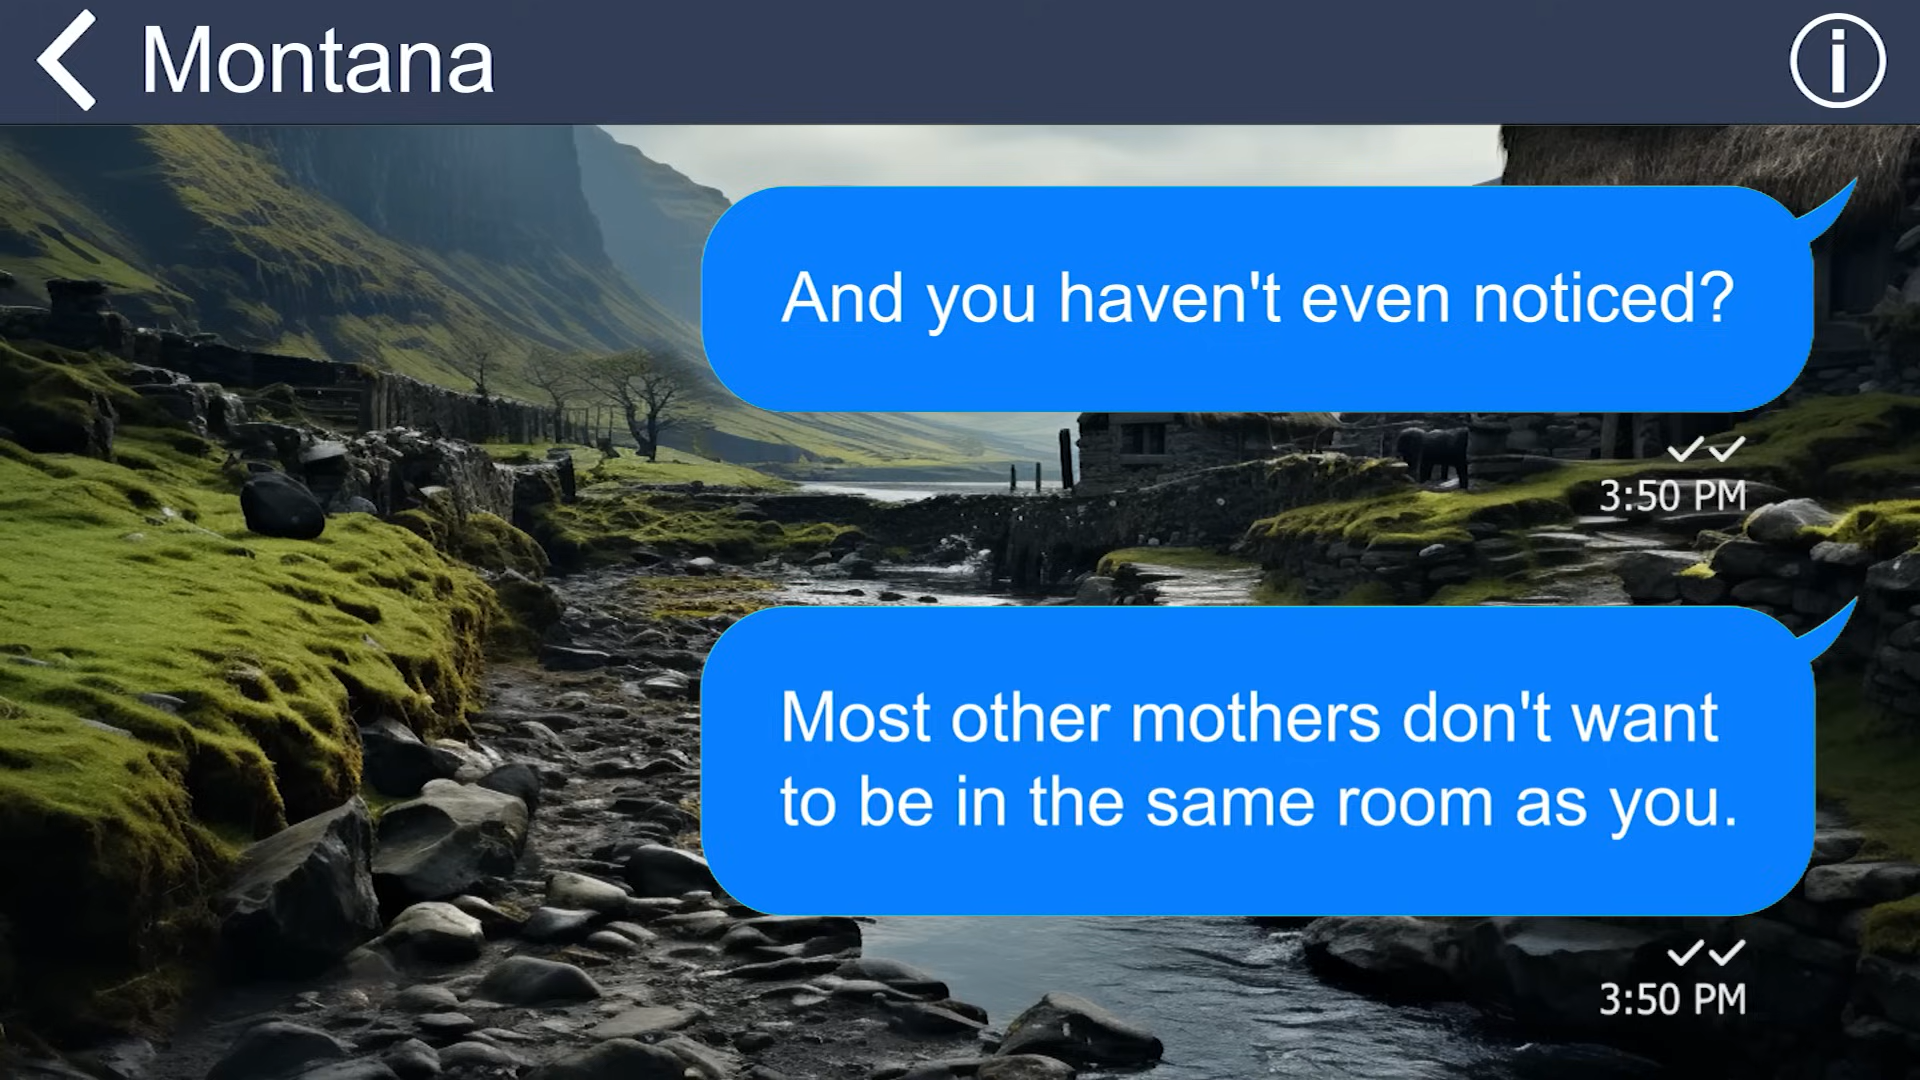 Montana
And you haven't even noticed?
3:50 PM
Most other mothers don't want
to be in the same room as you.
3:50 PM